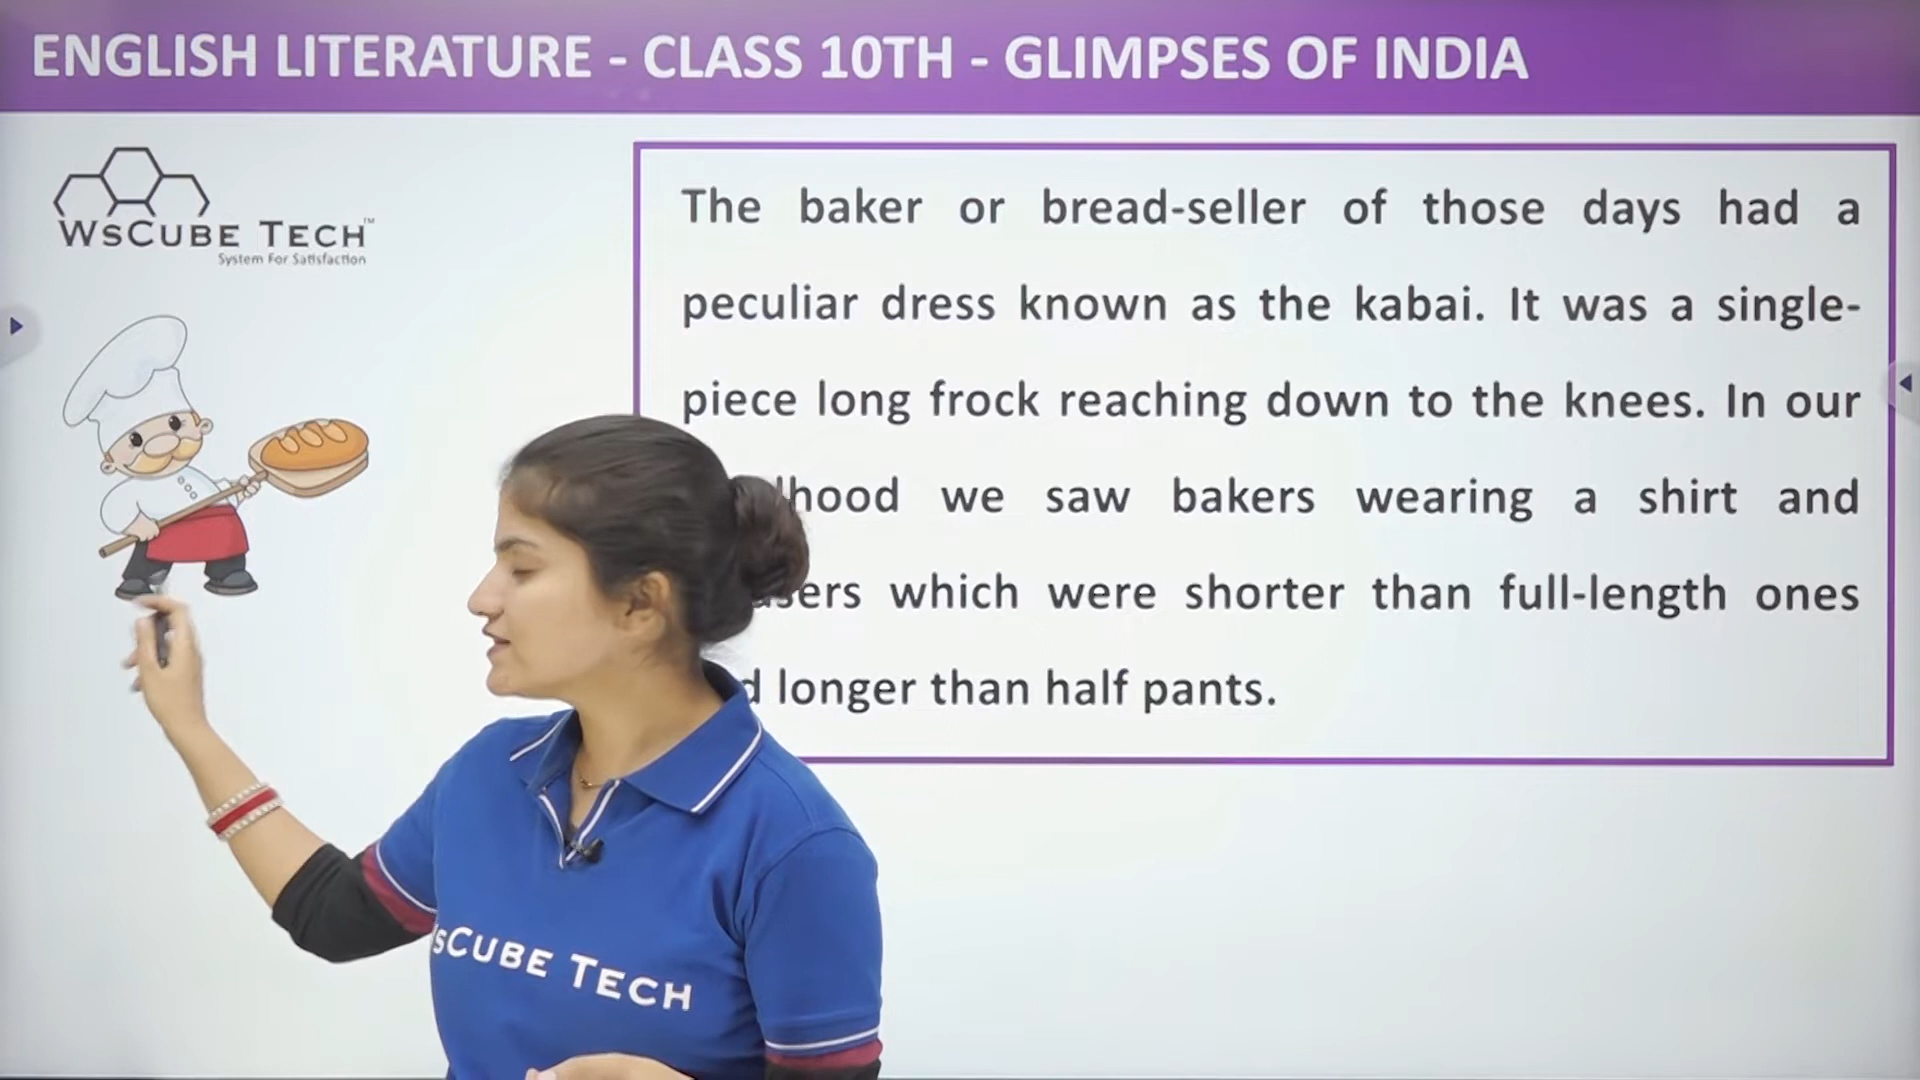 ENGLISH LITERATURE - CLASS 10TH - GLIMPSES OF INDIA
WSCUBE TECH™
System For Satisfaction
The baker or bread-seller of those days had a
peculiar dress known as the kabai. It was a single-
piece long frock reaching down to the knees. In our
we saw bakers wearing a shirt and
which were shorter than full-length ones
longer than half pants.
sCUBE TECH